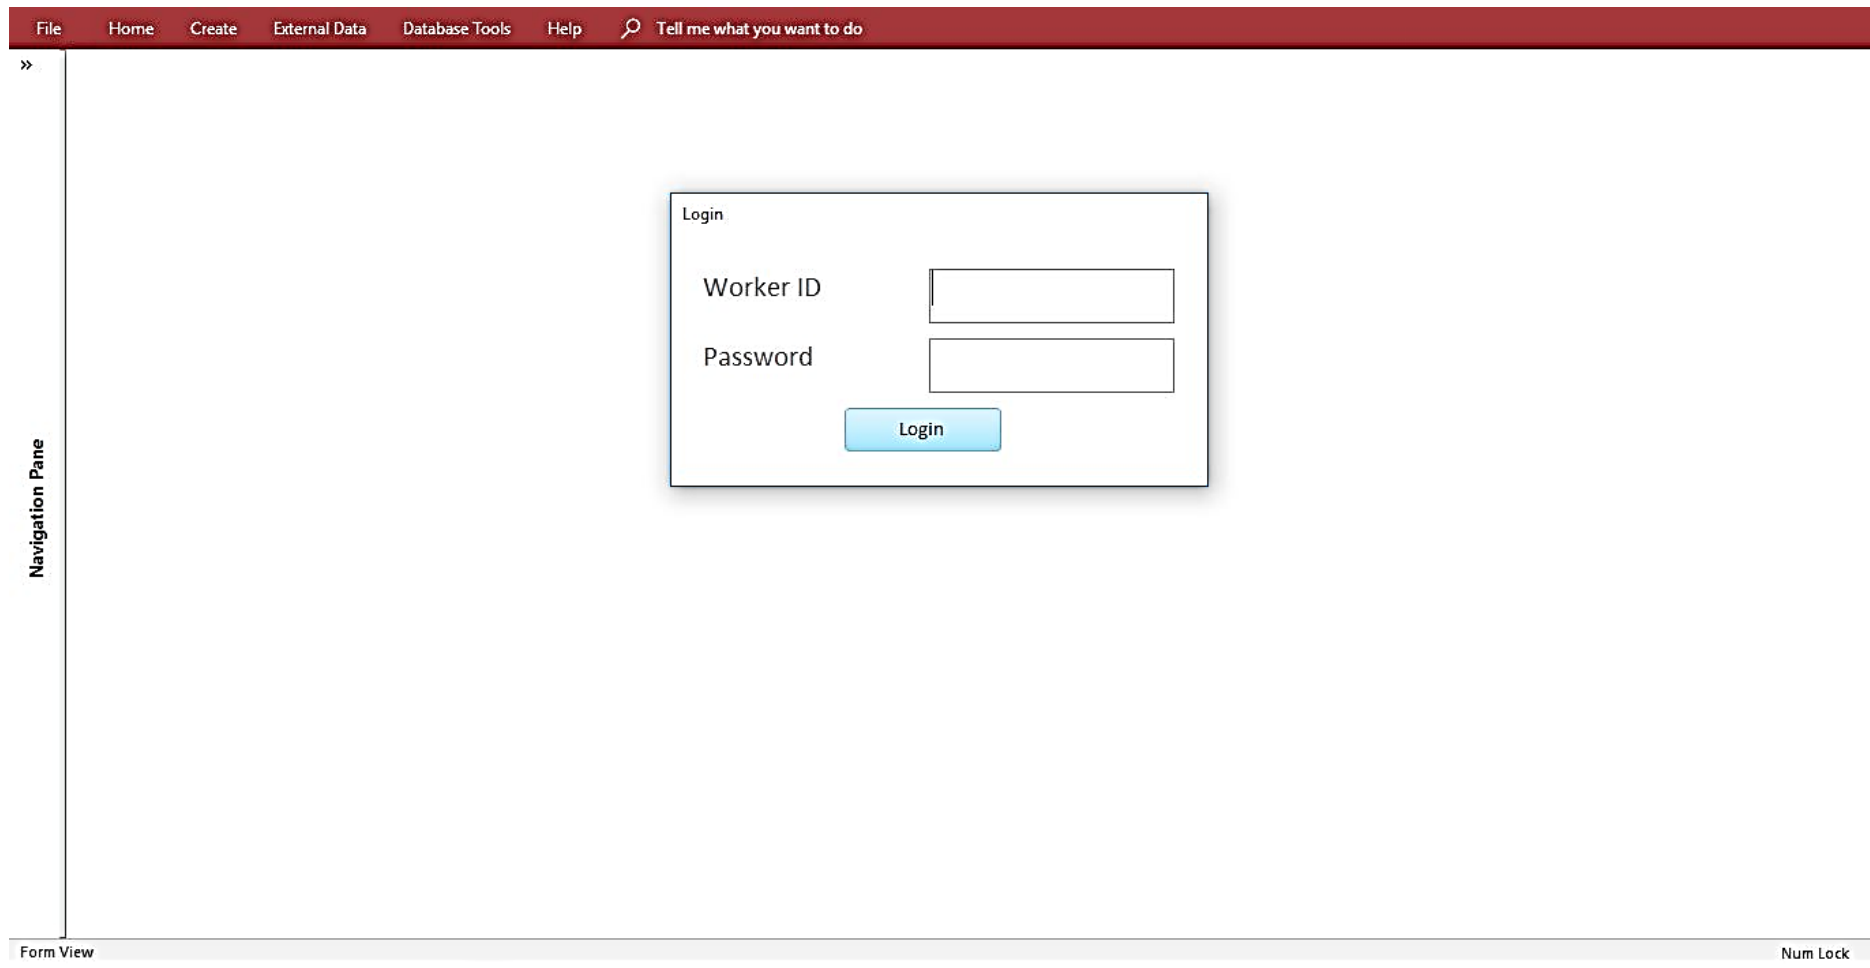 File Home Create External Data Database Tools Help Tell me what you want to do
»
Login
Worker ID
Password
Login
Navigation Pane
Form View Num Lock